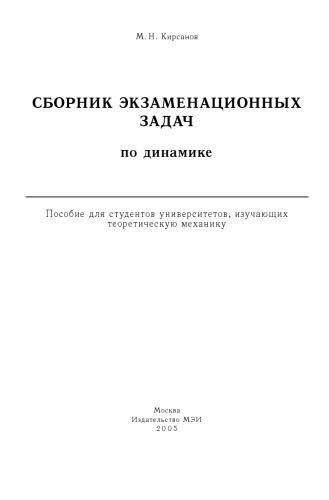 М. Н. Кирсанов
СБОРНИК ЭКЗАМЕНАЦИОННЫХ
ЗАДАЧ
по динамике
Пособие для студентов университетов, изучающих
теоретическую механику
Москва
Издательство МЭИ
2005